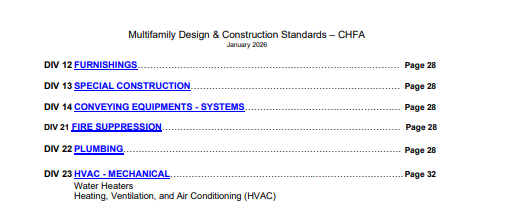 Multifamily Design & Construction Standards – CHFA
January 2026
DIV 12 FURNISHINGS........................................................................ Page 28
DIV 13 SPECIAL CONSTRUCTION........................................................ Page 28
DIV 14 CONVEYING EQUIPMENTS - SYSTEMS........................................ Page 28
DIV 21 FIRE SUPPRESSION................................................................ Page 28
DIV 22 PLUMBING............................................................................ Page 28
DIV 23 HVAC - MECHANICAL.............................................................. Page 32
Water Heaters
Heating, Ventilation, and Air Conditioning (HVAC)